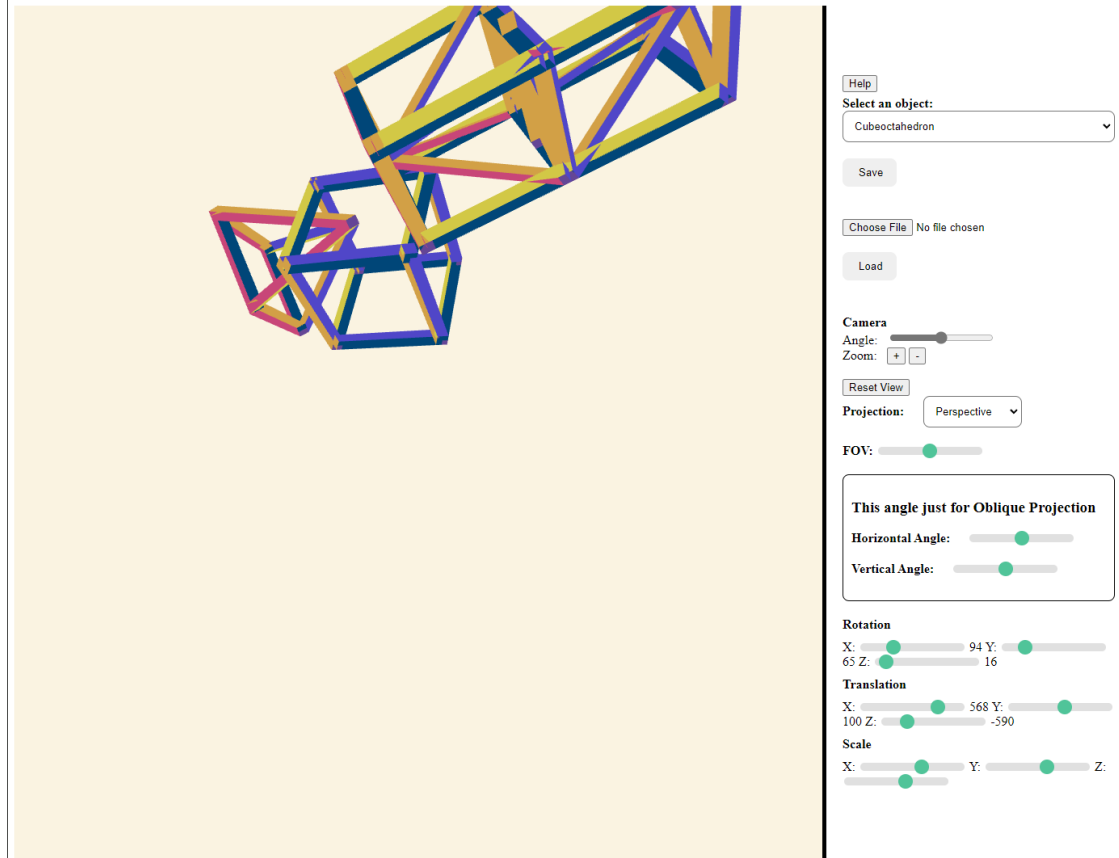 Help
Select an object:
Cubeoctahedron
Save
Choose File No file chosen
Load
Camera
Angle:
Zoom: + -
Reset View
Projection: Perspective
FOV:
This angle just for Oblique Projection
Horizontal Angle:
Vertical Angle:
Rotation
X: 94 Y:
65 Z: 16
Translation
X: 568 Y:
100 Z: -590
Scale
X: Y: Z: